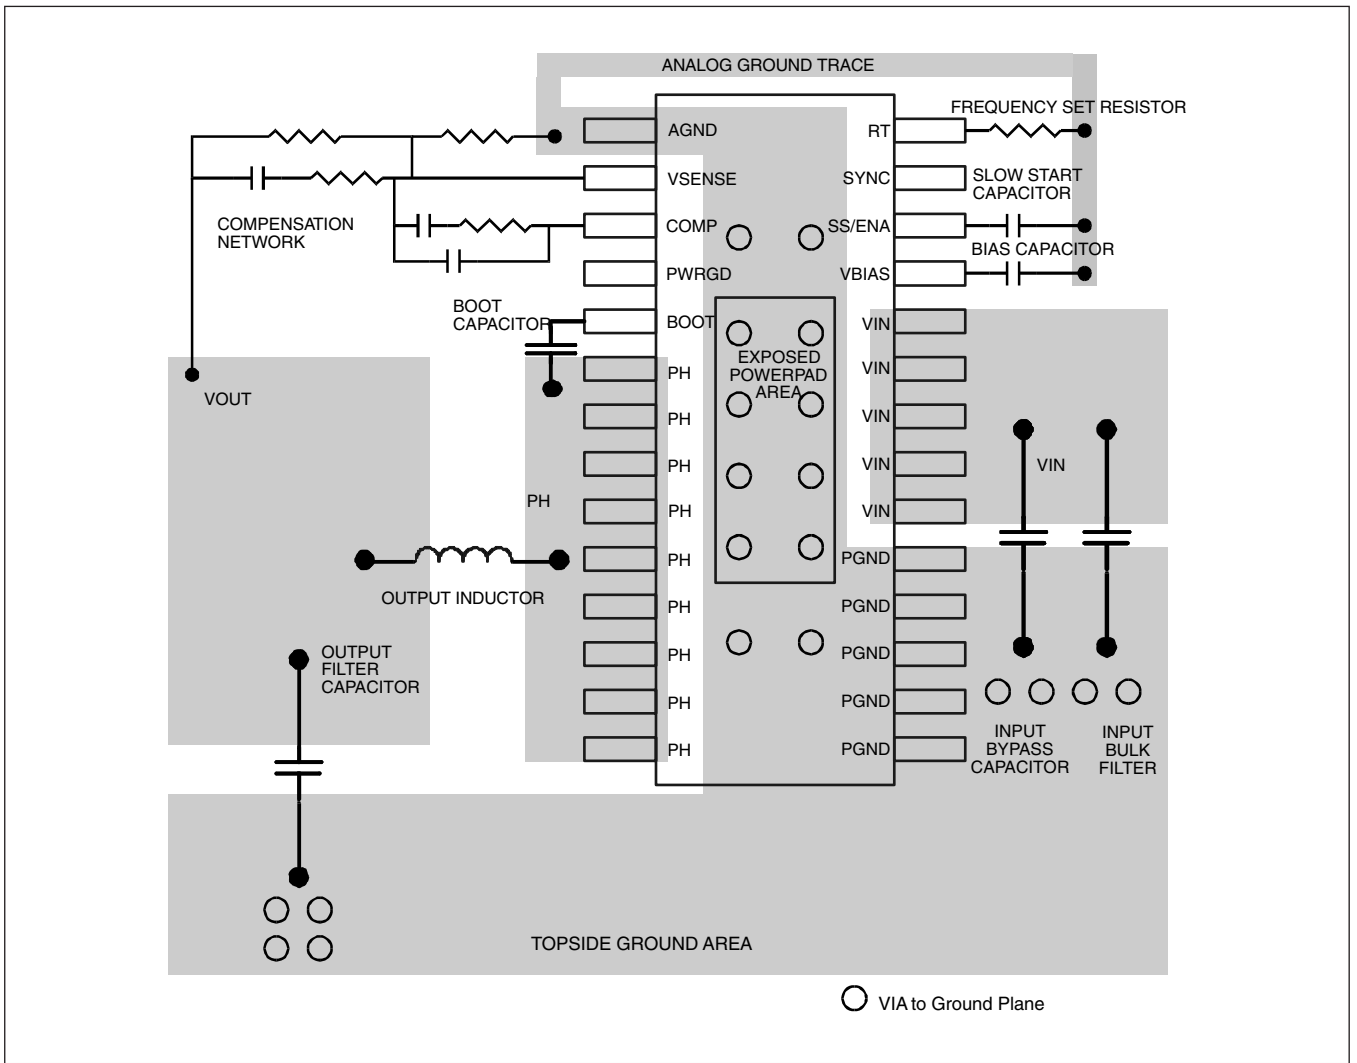 ANALOG GROUND TRACE
FREQUENCY SET RESISTOR
AGND
RT
VSENSE
SYNC
SLOW START
CAPACITOR
COMPENSATION
NETWORK
COMP
SS/ENA
BIAS CAPACITOR
PWRGD
VBIAS
BOOT
CAPACITOR
BOOT
VIN
EXPOSED
POWERPAD
AREA
PH
VIN
VOUT
PH
VIN
PH
VIN
VIN
PH
PH
VIN
PH
PGND
OUTPUT INDUCTOR
PH
PGND
OUTPUT
FILTER
CAPACITOR
PH
PGND
PH
PGND
PH
PGND
INPUT
BYPASS
CAPACITOR
INPUT
BULK
FILTER
TOPSIDE GROUND AREA
VIA to Ground Plane